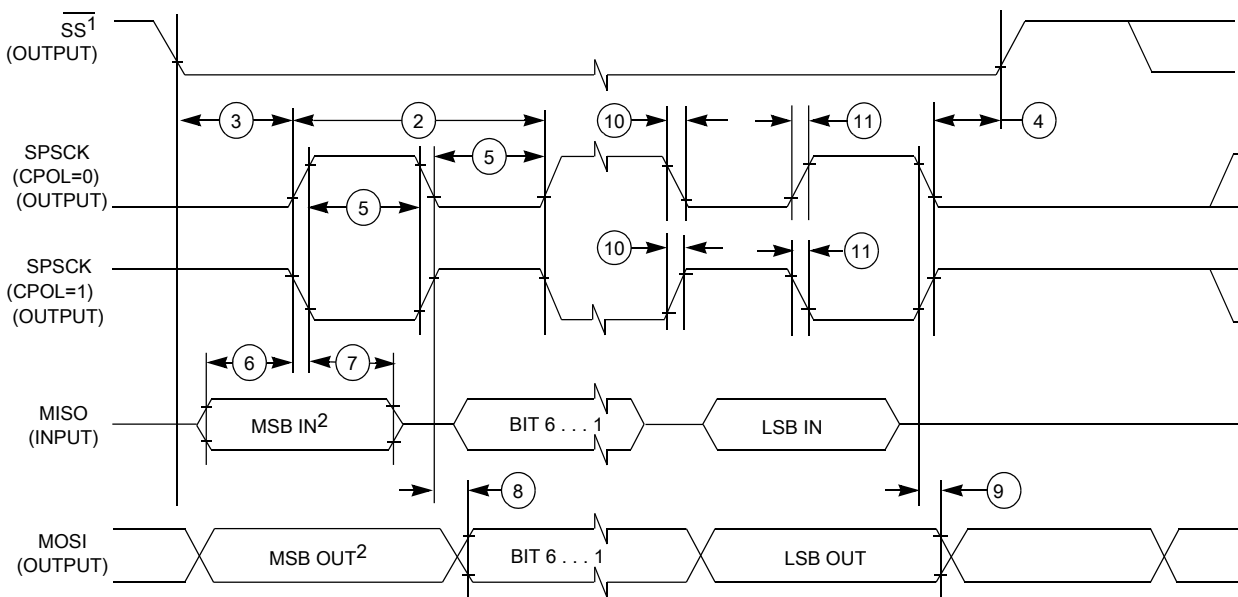 SS¹
(OUTPUT)
3
2
10
11
4
SPSCK
(CPOL=0)
(OUTPUT)
5
5
10
11
SPSCK
(CPOL=1)
(OUTPUT)
6
7
MISO
(INPUT)
MSB IN²
BIT 6 . . . 1
LSB IN
8
9
MOSI
(OUTPUT)
MSB OUT²
BIT 6 . . . 1
LSB OUT